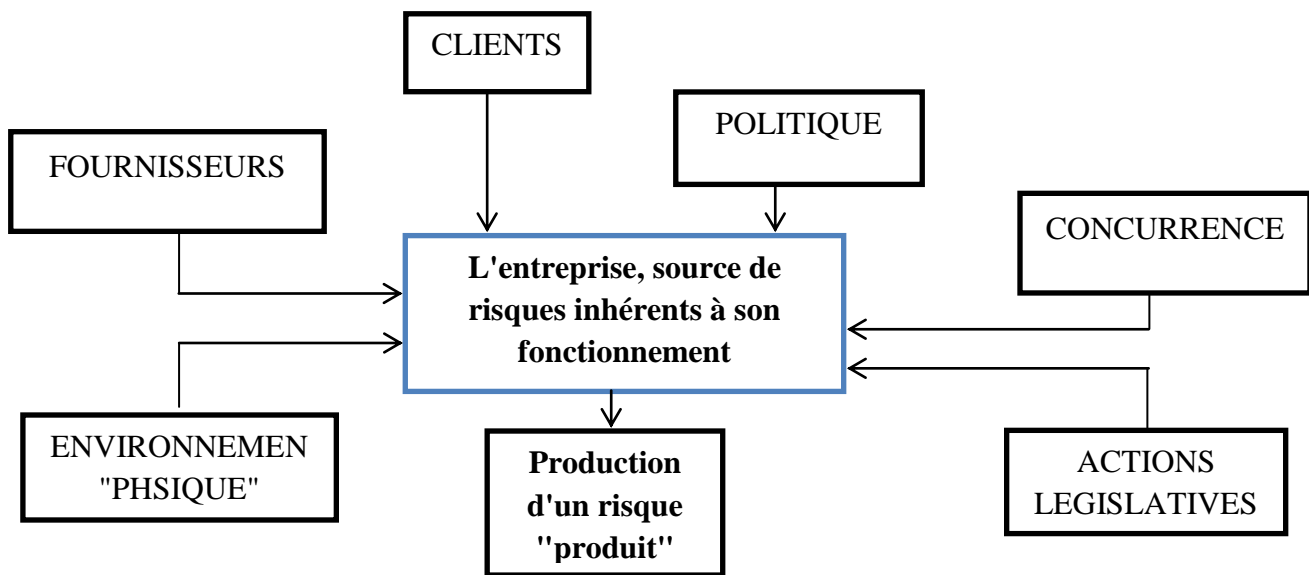 CLIENTS
POLITIQUE
FOURNISSEURS
CONCURRENCE
L'entreprise, source de
risques inhérents à son
fonctionnement
ENVIRONNEMEN
"PHSIQUE"
Production
d'un risque
"produit"
ACTIONS
LEGISLATIVES